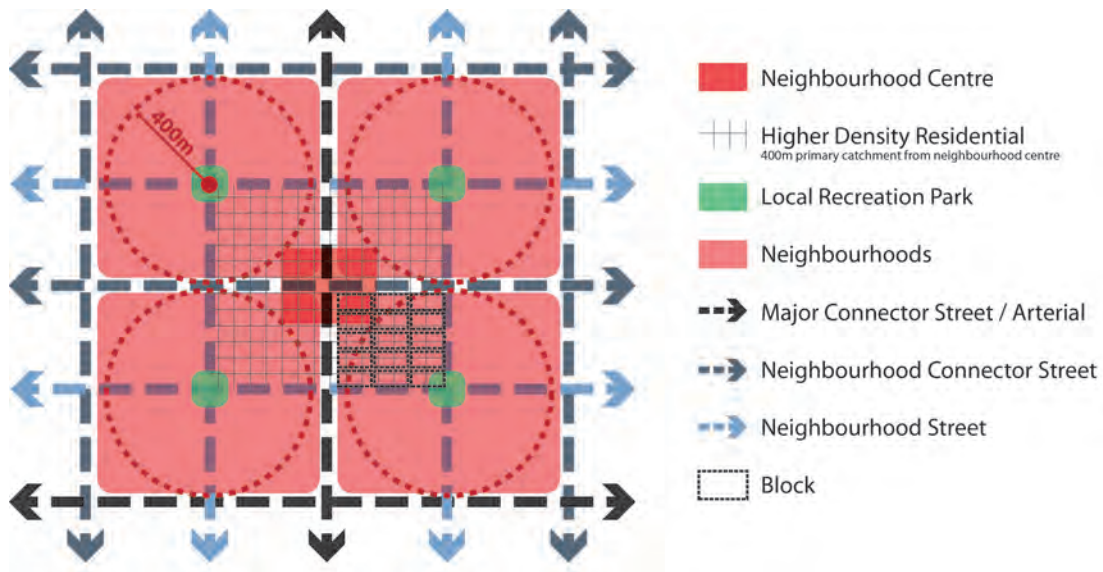 400m
Neighbourhood Centre
Higher Density Residential
400m primary catchment from neighbourhood centre
Local Recreation Park
Neighbourhoods
Major Connector Street / Arterial
Neighbourhood Connector Street
Neighbourhood Street
Block